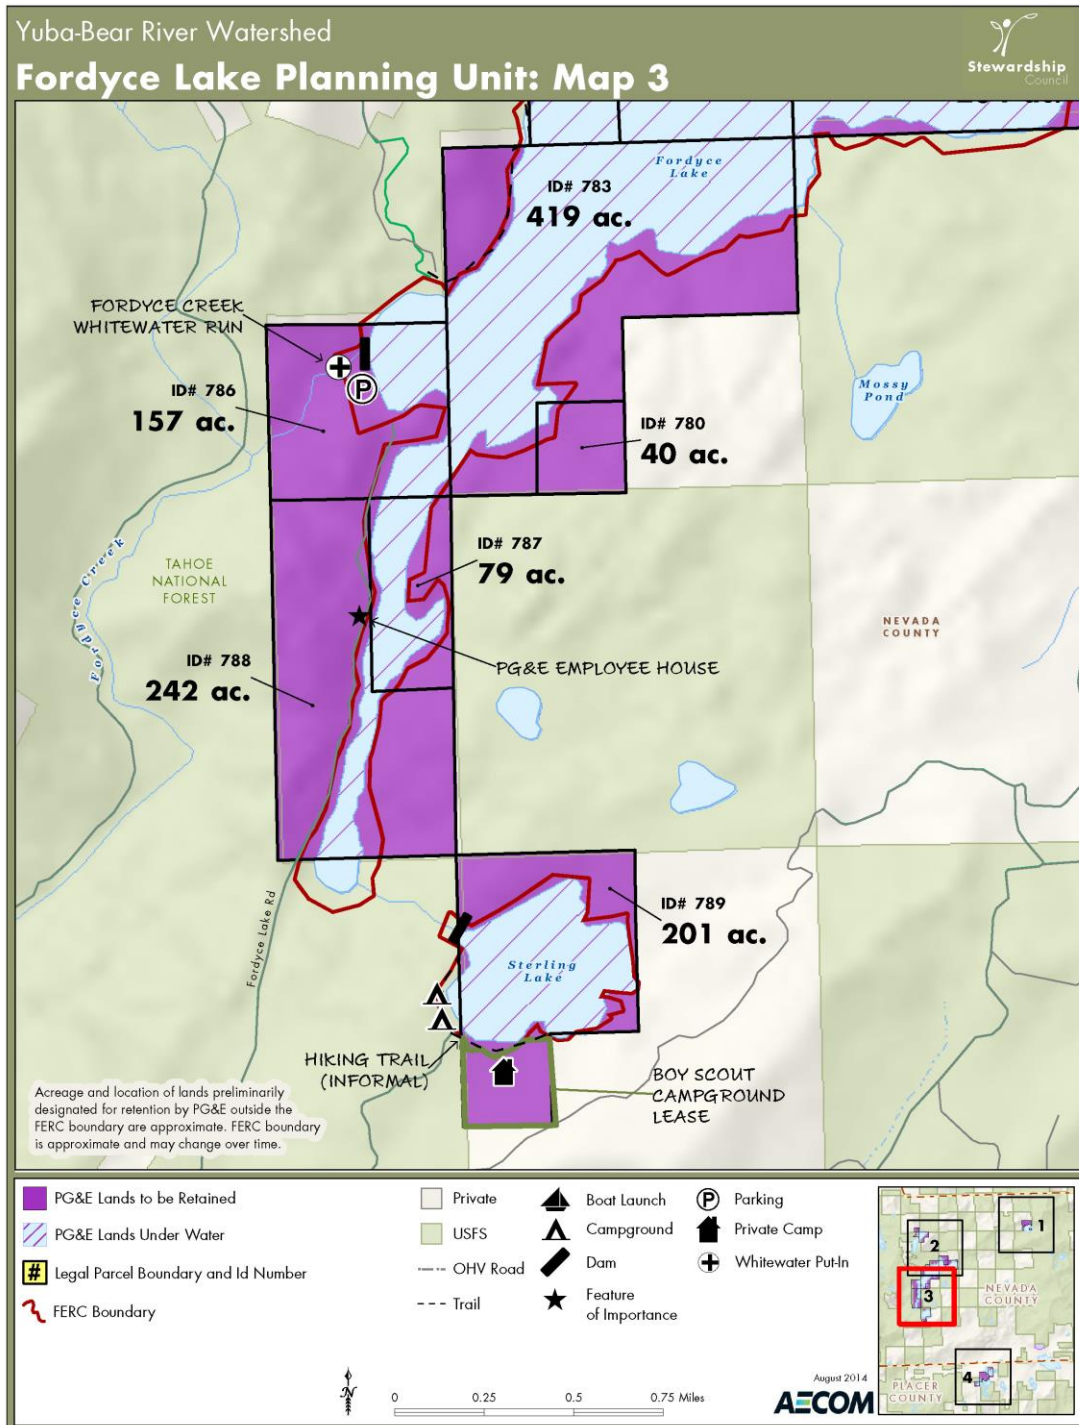 Yuba-Bear River Watershed
Fordyce Lake Planning Unit: Map 3
Stewardship
Council
Fordyce
Lake
ID# 783
419 ac.
FORDYCE CREEK
WHITEWATER RUN
P
ID# 786
157 ac.
Mossy
Pond
ID# 780
40 ac.
Fordyce Creek
TAHOE
NATIONAL
FOREST
ID# 787
79 ac.
NEVADA
COUNTY
ID# 788
242 ac.
PG&E EMPLOYEE HOUSE
Fordyce Lake Rd
ID# 789
201 ac.
Sterling
Lake
HIKING TRAIL
(INFORMAL)
BOY SCOUT
CAMPGROUND
LEASE
Acreage and location of lands preliminarily
designated for retention by PG&E outside the
FERC boundary are approximate. FERC boundary
is approximate and may change over time.
PG&E Lands to be Retained
PG&E Lands Under Water
# Legal Parcel Boundary and Id Number
FERC Boundary
Private
USFS
OHV Road
Trail
Boat Launch
Campground
Dam
Feature
of Importance
P Parking
Private Camp
Whitewater Put-In
N
0 0.25 0.5 0.75 Miles
August 2014
AECOM
1
2
3
NEVADA
COUNTY
4
PLACER
COUNTY